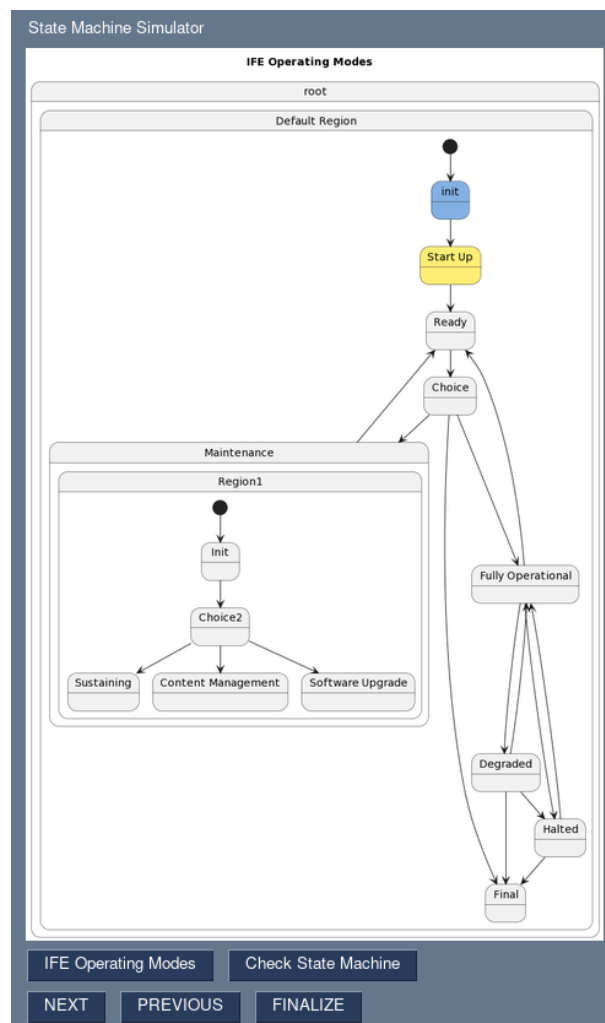 State Machine Simulator
IFE Operating Modes
root
Default Region
init
Start Up
Ready
Choice
Maintenance
Region1
Init
Choice2
Sustaining
Content Management
Software Upgrade
Fully Operational
Degraded
Halted
Final
IFE Operating Modes
Check State Machine
NEXT
PREVIOUS
FINALIZE